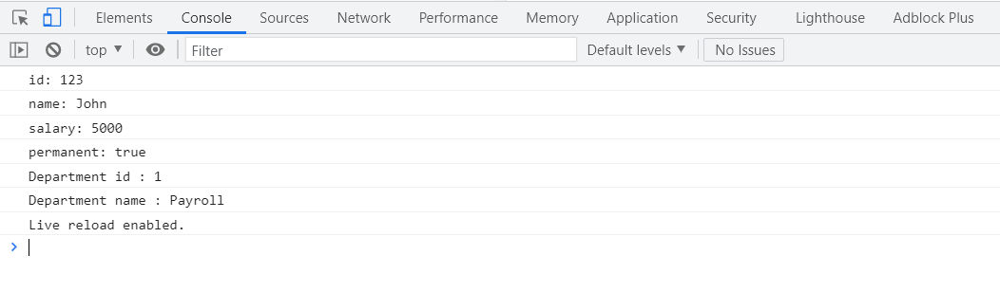 Elements Console Sources Network Performance Memory Application Security Lighthouse Adblock Plus
top Filter Default levels No Issues
id: 123
name: John
salary: 5000
permanent: true
Department id : 1
Department name : Payroll
Live reload enabled.